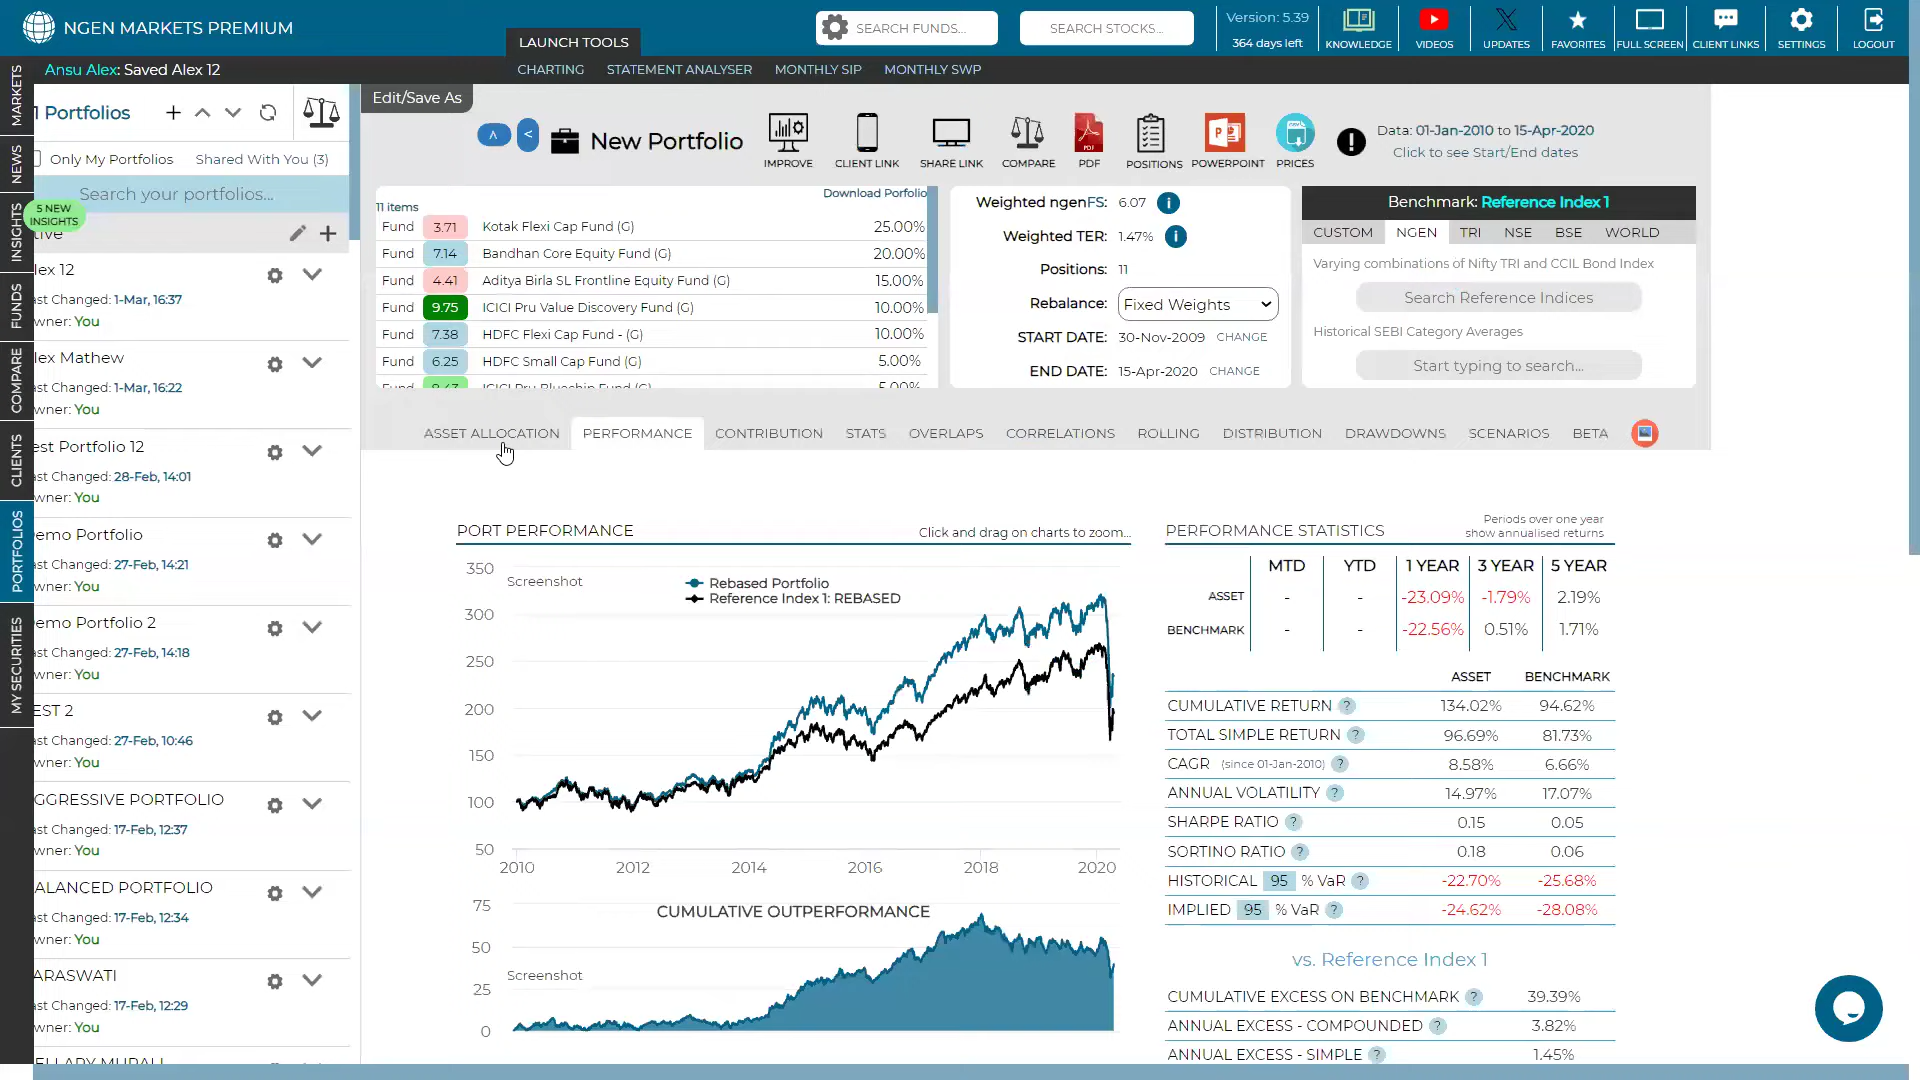 NGEN MARKETS PREMIUM
LAUNCH TOOLS
SEARCH FUNDS...
SEARCH STOCKS...
Version: 5.39
364 days left
KNOWLEDGE
VIDEOS
UPDATES
FAVORITES
FULL SCREEN
CLIENT LINKS
SETTINGS
LOGOUT
Ansu Alex: Saved Alex 12
CHARTING
STATEMENT ANALYSER
MONTHLY SIP
MONTHLY SWP
MARKETS
NEWS
INSIGHTS
FUNDS
COMPARE
CLIENTS
PORTFOLIOS
MY SECURITIES
5 NEW
INSIGHTS
1 Portfolios
Only My Portfolios
Shared With You (3)
Search your portfolios...
tive
lex 12
ast Changed: 1-Mar, 16:37
wner: You
lex Mathew
ast Changed: 1-Mar, 16:22
wner: You
est Portfolio 12
ast Changed: 28-Feb, 14:01
wner: You
emo Portfolio
ast Changed: 27-Feb, 14:21
wner: You
emo Portfolio 2
ast Changed: 27-Feb, 14:18
wner: You
EST 2
ast Changed: 27-Feb, 10:46
wner: You
GGRESSIVE PORTFOLIO
ast Changed: 17-Feb, 12:37
wner: You
ALANCED PORTFOLIO
ast Changed: 17-Feb, 12:34
wner: You
ARASWATI
ast Changed: 17-Feb, 12:29
wner: You
Edit/Save As
New Portfolio
IMPROVE
CLIENT LINK
SHARE LINK
COMPARE
PDF
POSITIONS
POWERPOINT
PRICES
Data: 01-Jan-2010 to 15-Apr-2020
Click to see Start/End dates
Download Porfolio
11 items
Fund 3.71 Kotak Flexi Cap Fund (G) 25.00%
Fund 7.14 Bandhan Core Equity Fund (G) 20.00%
Fund 4.41 Aditya Birla SL Frontline Equity Fund (G) 15.00%
Fund 9.75 ICICI Pru Value Discovery Fund (G) 10.00%
Fund 7.38 HDFC Flexi Cap Fund - (G) 10.00%
Fund 6.25 HDFC Small Cap Fund (G) 5.00%
Fund 8.43 ICICI Pru Bluechip Fund (G) 5.00%
Weighted ngenFS: 6.07 i
Weighted TER: 1.47% i
Positions: 11
Rebalance: Fixed Weights
START DATE: 30-Nov-2009 CHANGE
END DATE: 15-Apr-2020 CHANGE
Benchmark: Reference Index 1
CUSTOM NGEN TRI NSE BSE WORLD
Varying combinations of Nifty TRI and CCIL Bond Index
Search Reference Indices
Historical SEBI Category Averages
Start typing to search...
ASSET ALLOCATION PERFORMANCE CONTRIBUTION STATS OVERLAPS CORRELATIONS ROLLING DISTRIBUTION DRAWDOWNS SCENARIOS BETA
PORT PERFORMANCE
Click and drag on charts to zoom...
Screenshot
Rebased Portfolio
Reference Index 1: REBASED
350
300
250
200
150
100
50
2010 2012 2014 2016 2018 2020
CUMULATIVE OUTPERFORMANCE
Screenshot
75
50
25
0
PERFORMANCE STATISTICS
Periods over one year
show annualised returns
MTD YTD 1 YEAR 3 YEAR 5 YEAR
ASSET - - -23.09% -1.79% 2.19%
BENCHMARK - - -22.56% 0.51% 1.71%
ASSET BENCHMARK
CUMULATIVE RETURN ? 134.02% 94.62%
TOTAL SIMPLE RETURN ? 96.69% 81.73%
CAGR (since 01-Jan-2010) ? 8.58% 6.66%
ANNUAL VOLATILITY ? 14.97% 17.07%
SHARPE RATIO ? 0.15 0.05
SORTINO RATIO ? 0.18 0.06
HISTORICAL 95 % VaR ? -22.70% -25.68%
IMPLIED 95 % VaR ? -24.62% -28.08%
vs. Reference Index 1
CUMULATIVE EXCESS ON BENCHMARK ? 39.39%
ANNUAL EXCESS - COMPOUNDED ? 3.82%
ANNUAL EXCESS - SIMPLE ? 1.45%